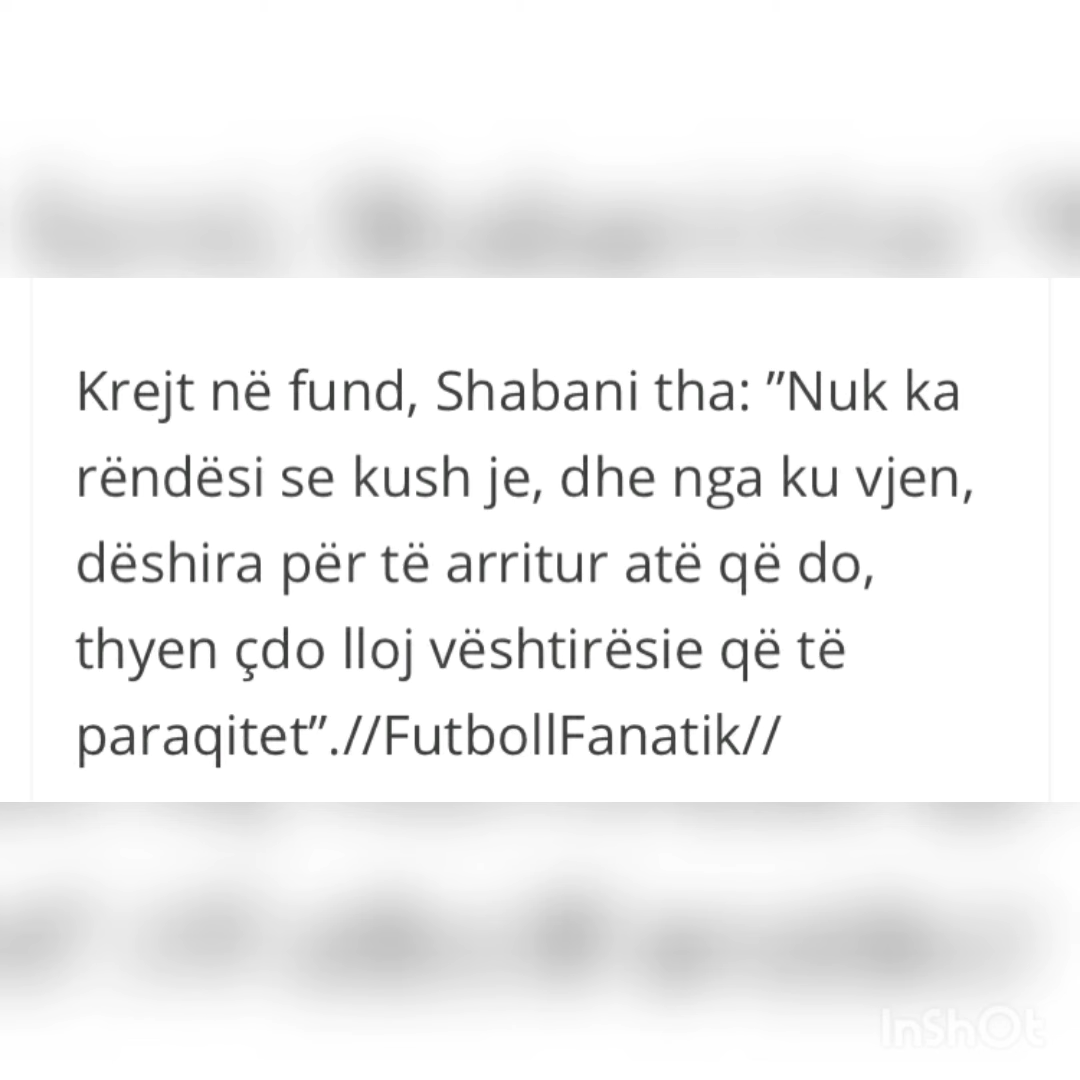 Krejt në fund, Shabani tha: ”Nuk ka
rëndësi se kush je, dhe nga ku vjen,
dëshira për të arritur atë që do,
thyen çdo lloj vështirësie që të
paraqitet”.//FutbollFanatik//
InShOt